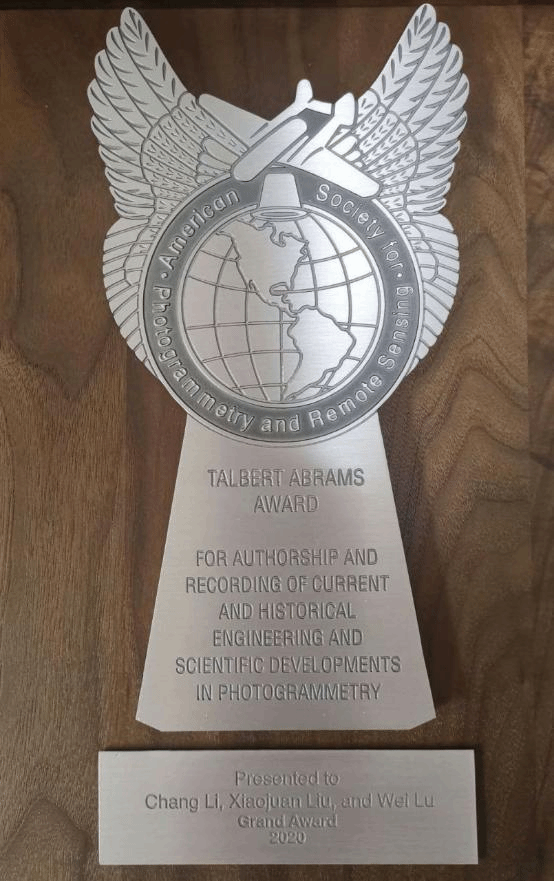 American Society for
Photogrammetry and Remote Sensing
TALBERT ABRAMS
AWARD
FOR AUTHORSHIP AND
RECORDING OF CURRENT
AND HISTORICAL
ENGINEERING AND
SCIENTIFIC DEVELOPMENTS
IN PHOTOGRAMMETRY
Presented to
Chang Li, Xiaojuan Liu, and Wei Lu
Grand Award
2020